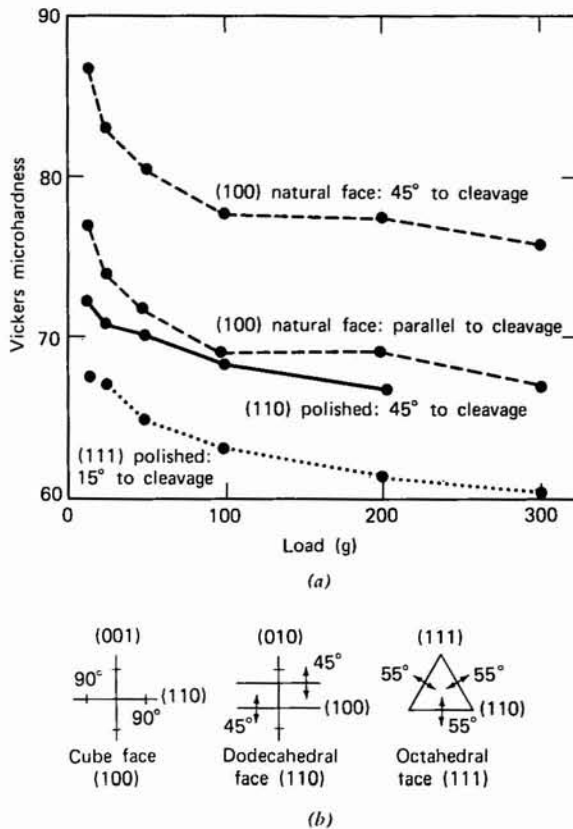 90
80
70
60
Vickers microhardness
(100) natural face: 45° to cleavage
(100) natural face: parallel to cleavage
(110) polished: 45° to cleavage
(111) polished:
15° to cleavage
0
100
200
300
Load (g)
(a)
(001)
90°
(110)
90°
Cube face
(100)
(010)
45°
(100)
45°
Dodecahedral
face (110)
(111)
55°
55°
(110)
55°
Octahedral
tace (111)
(b)